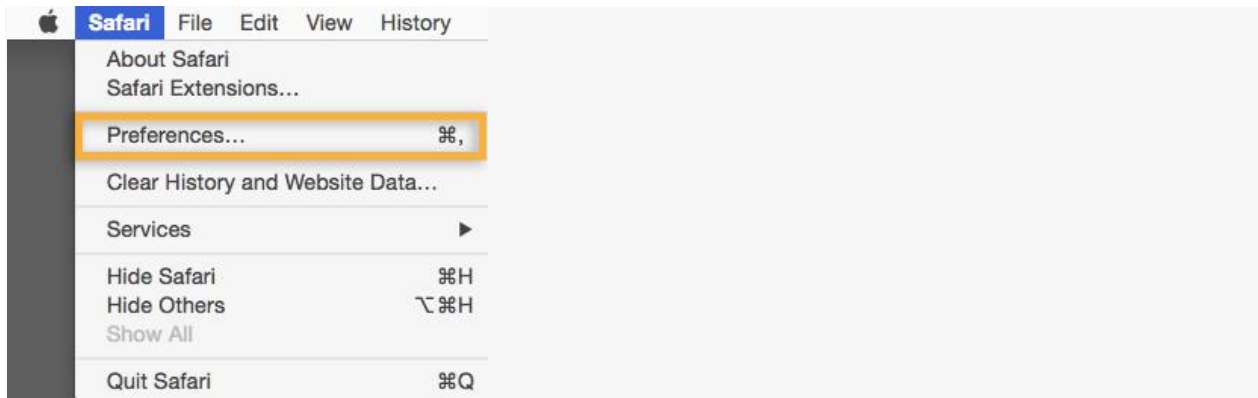 Safari File Edit View History
About Safari
Safari Extensions...
Preferences... ⌘,
Clear History and Website Data...
Services ▶
Hide Safari ⌘H
Hide Others ⌥⌘H
Show All
Quit Safari ⌘Q